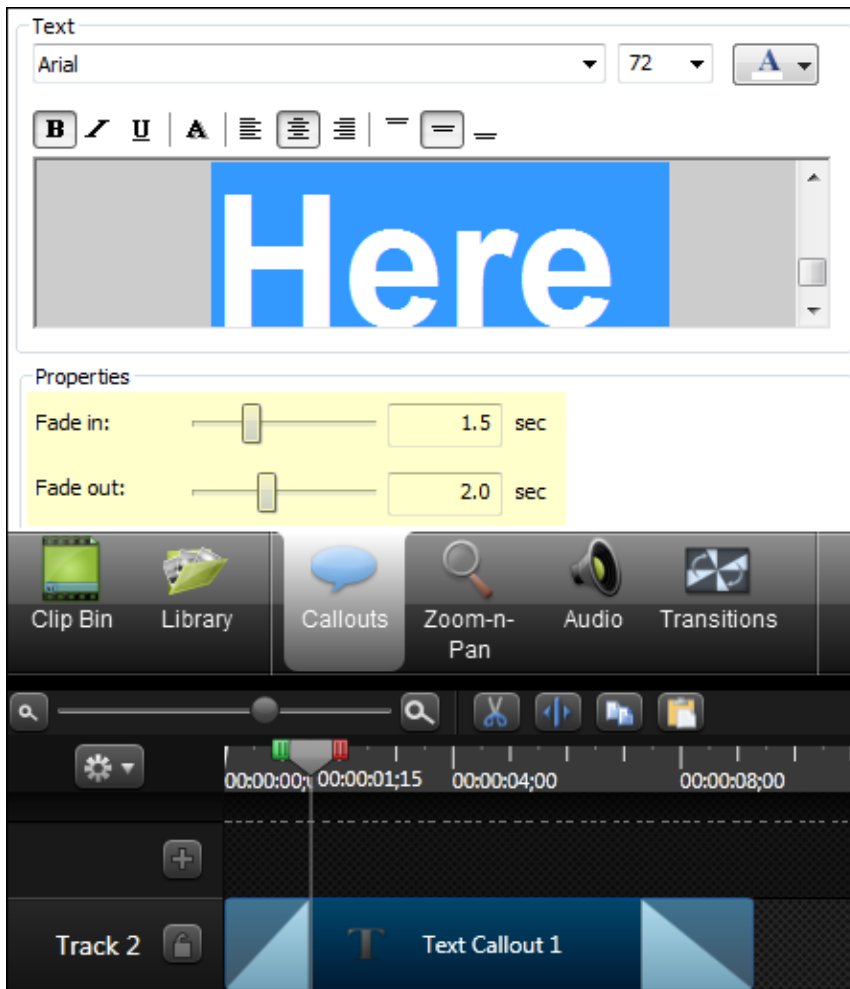 Text
Arial 72 A
B I U A
Here
Properties
Fade in: 1.5 sec
Fade out: 2.0 sec
Clip Bin Library Callouts Zoom-n- Audio Transitions
Pan
00:00:00; 00:00:01;15 00:00:04;00 00:00:08;00
Track 2 T Text Callout 1